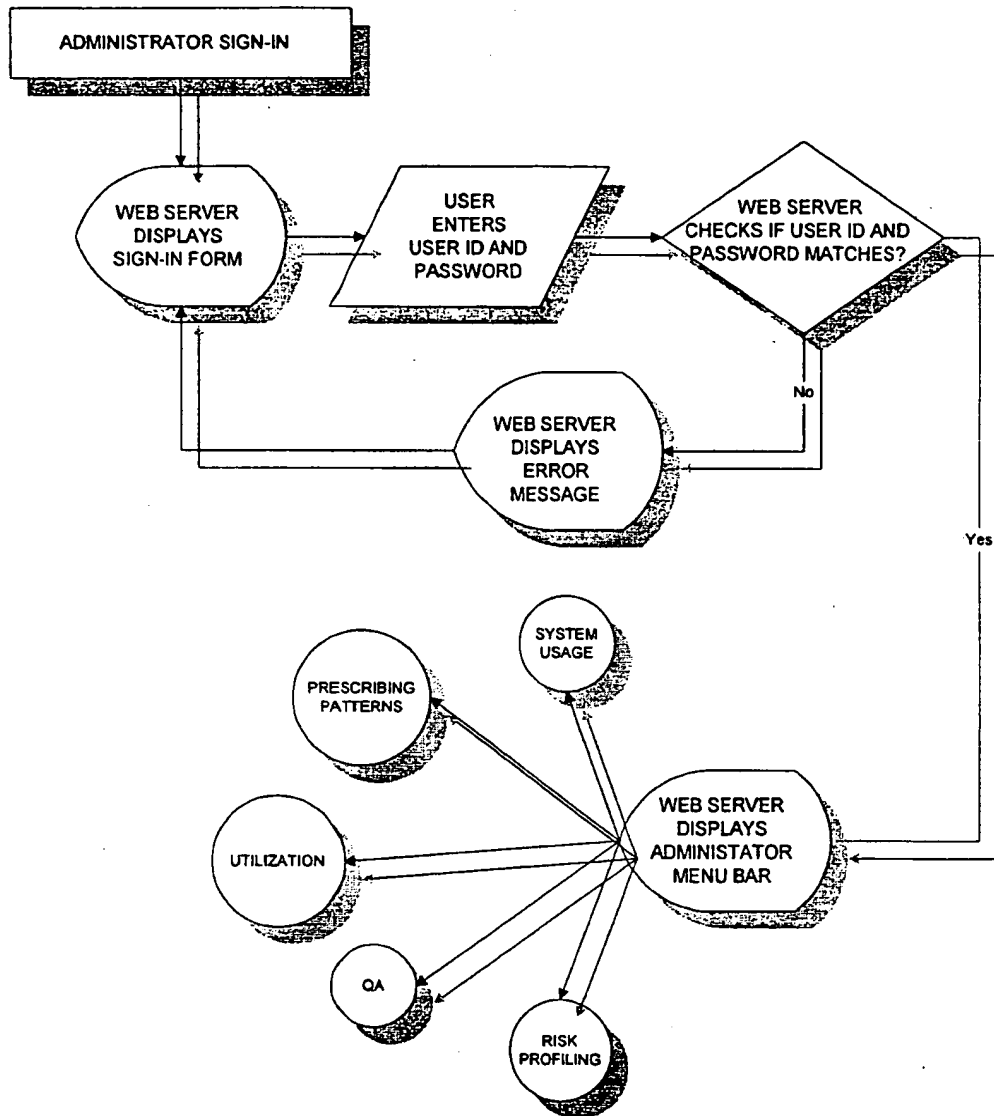 ADMINISTRATOR SIGN-IN
WEB SERVER
DISPLAYS
SIGN-IN FORM
USER
ENTERS
USER ID AND
PASSWORD
WEB SERVER
CHECKS IF USER ID AND
PASSWORD MATCHES?
No
WEB SERVER
DISPLAYS
ERROR
MESSAGE
Yes
SYSTEM
USAGE
PRESCRIBING
PATTERNS
WEB SERVER
DISPLAYS
ADMINISTATOR
MENU BAR
UTILIZATION
QA
RISK
PROFILING